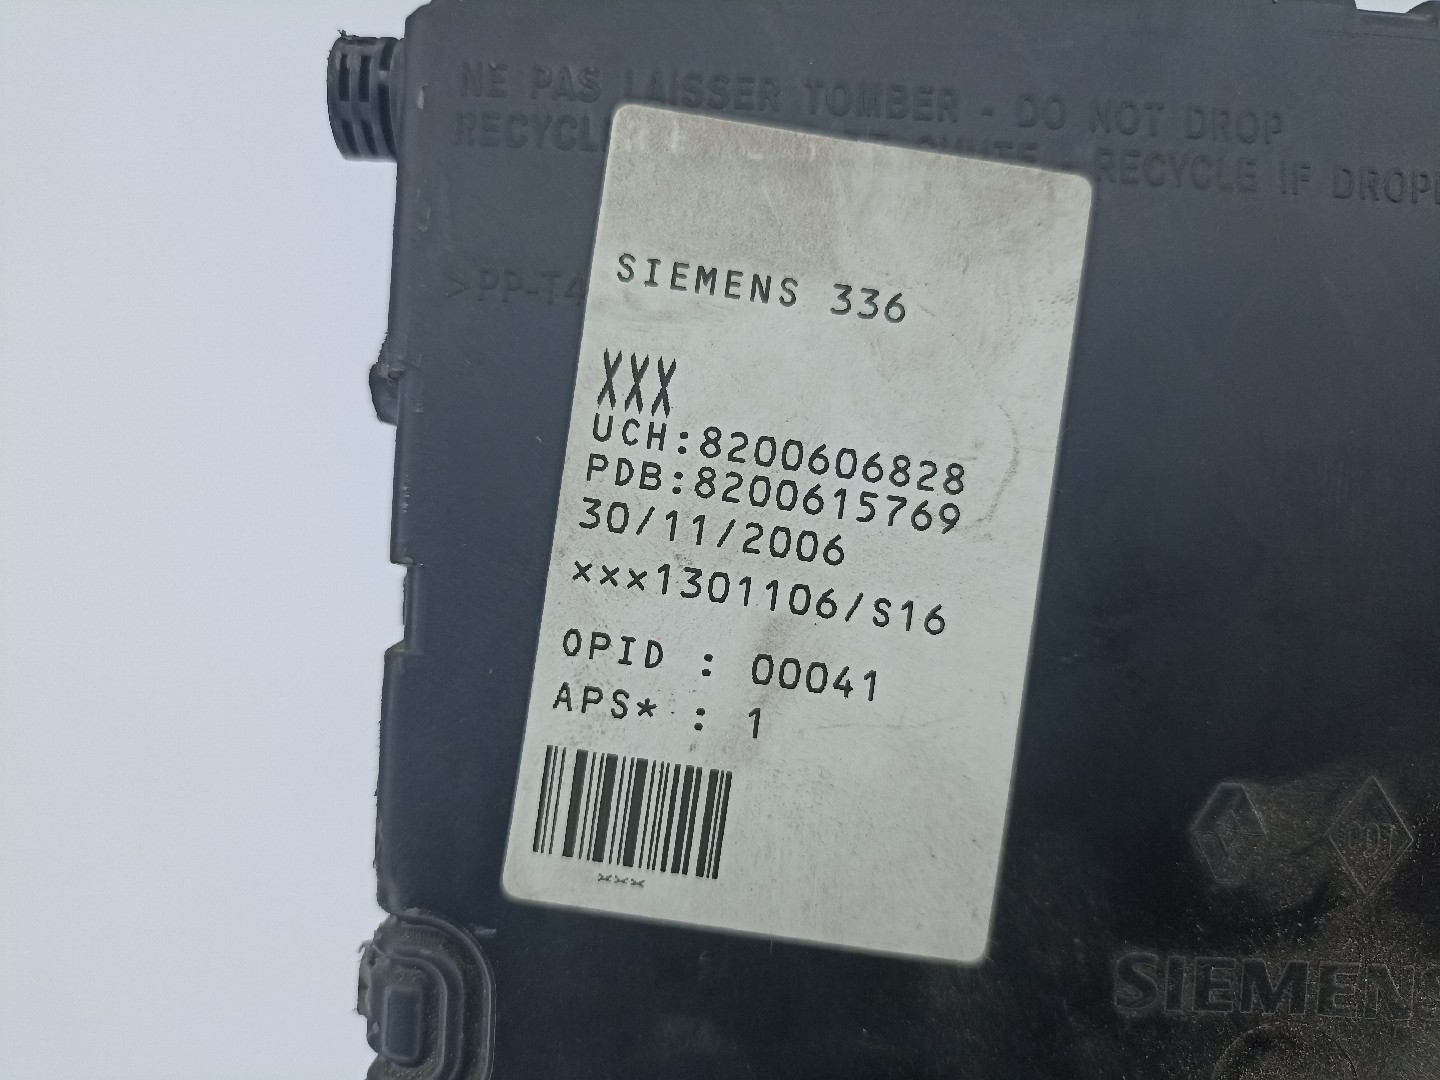 NE PAS LAISSER TOMBER - DO NOT DROP
RECYCLE IF
>PP-T4
SIEMENS 336
XXX
UCH:8200606828
PDB:8200615769
30/11/2006
xxx1301106/S16
OPID : 00041
APS* : 1
xxx
SIEMENS